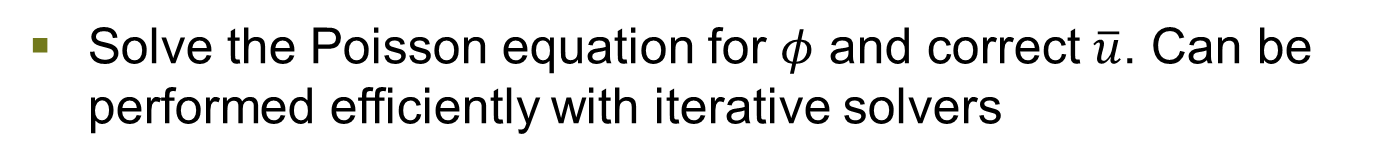 ▪ Solve the Poisson equation for ϕ and correct u̅. Can be
performed efficiently with iterative solvers